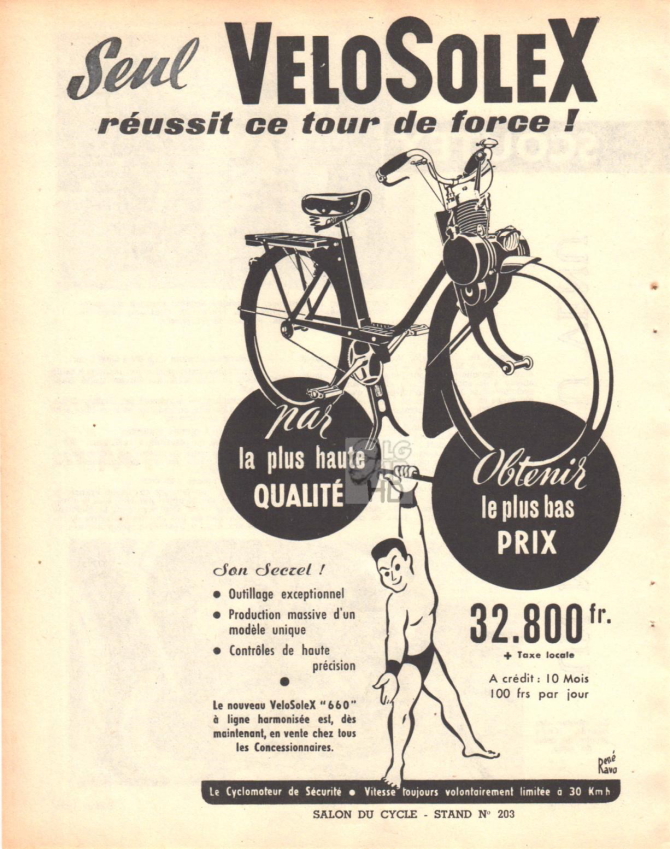 Seul VELOSOLEX
réussit ce tour de force !
par
la plus haute
QUALITÉ
Obtenir
le plus bas
PRIX
LG
HD
Son Secret !
● Outillage exceptionnel
● Production massive d'un
modèle unique
● Contrôles de haute
précision
●
Le nouveau VeloSoleX "660"
à ligne harmonisée est, dès
maintenant, en vente chez tous
les Concessionnaires.
32.800 fr.
+ Taxe locale
A crédit : 10 Mois
100 frs par jour
René
Ravo
Le Cyclomoteur de Sécurité ● Vitesse toujours volontairement limitée à 30 Kmh
SALON DU CYCLE - STAND N° 203